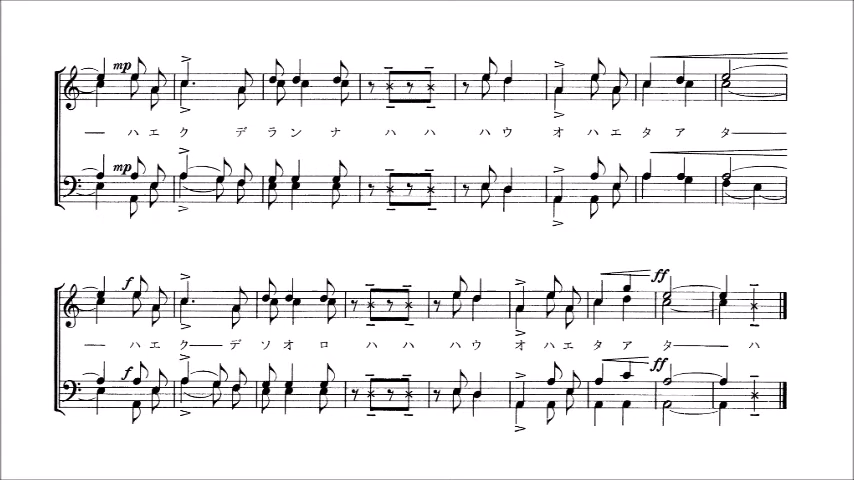 mp
― ハ エ ク デ ラ ン ナ ハ ハ ハ ウ オ ハ エ タ ア タ ―
mp
f
― ハ エ ク ― デ ソ オ ロ ハ ハ ハ ウ オ ハ エ タ ア タ ― ハ
ff
f
ff